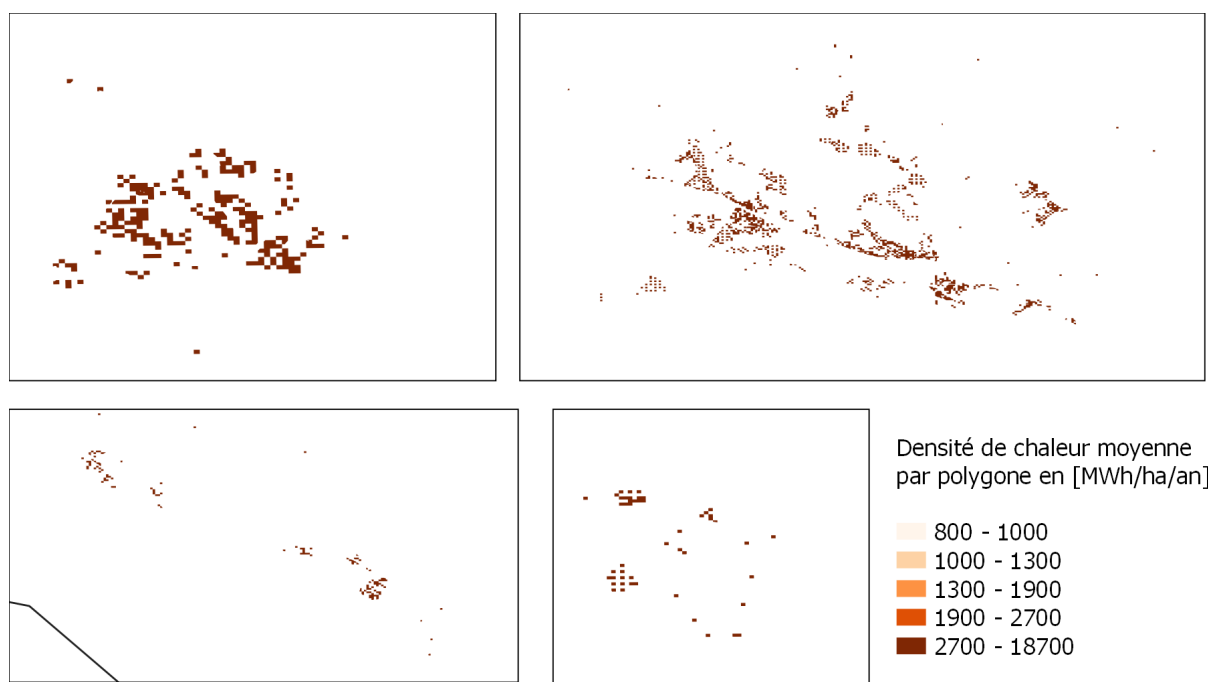 Densité de chaleur moyenne
par polygone en [MWh/ha/an]
800 - 1000
1000 - 1300
1300 - 1900
1900 - 2700
2700 - 18700